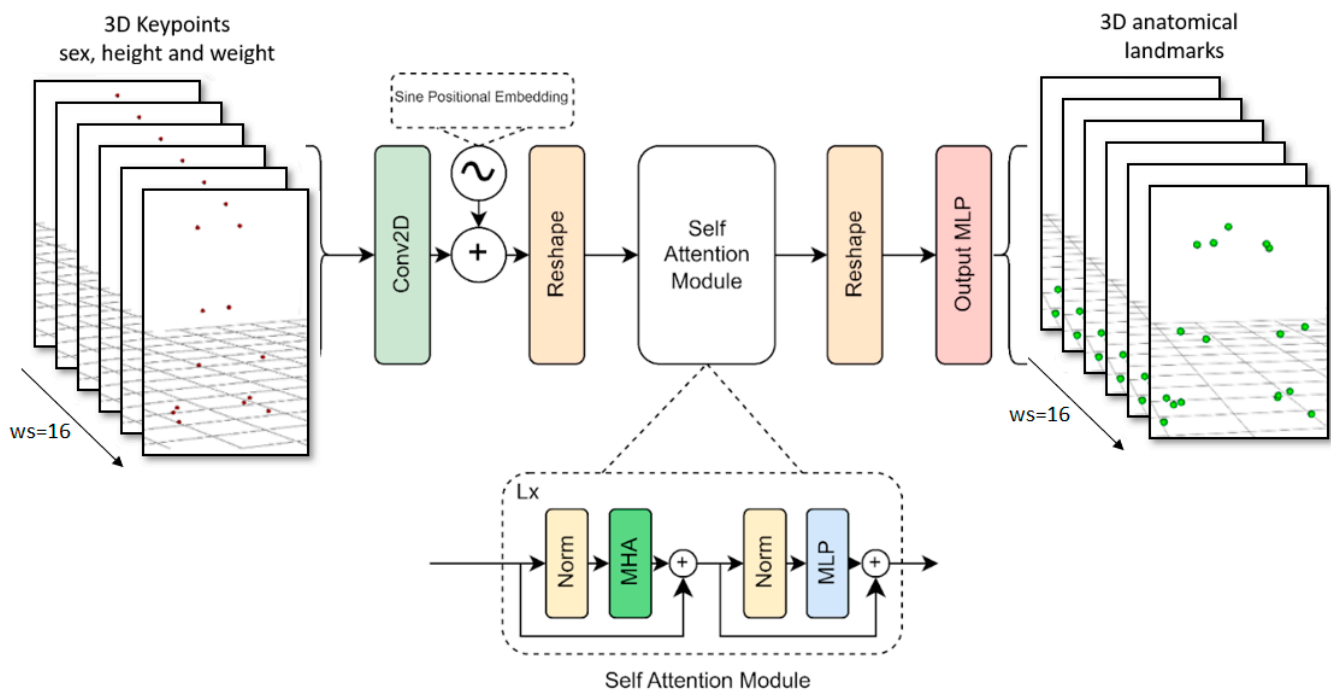 3D Keypoints
sex, height and weight
3D anatomical
landmarks
Sine Positional Embedding
Conv2D
+
Reshape
Self
Attention
Module
Reshape
Output MLP
ws=16
ws=16
Lx
Norm
MHA
+
Norm
MLP
+
Self Attention Module